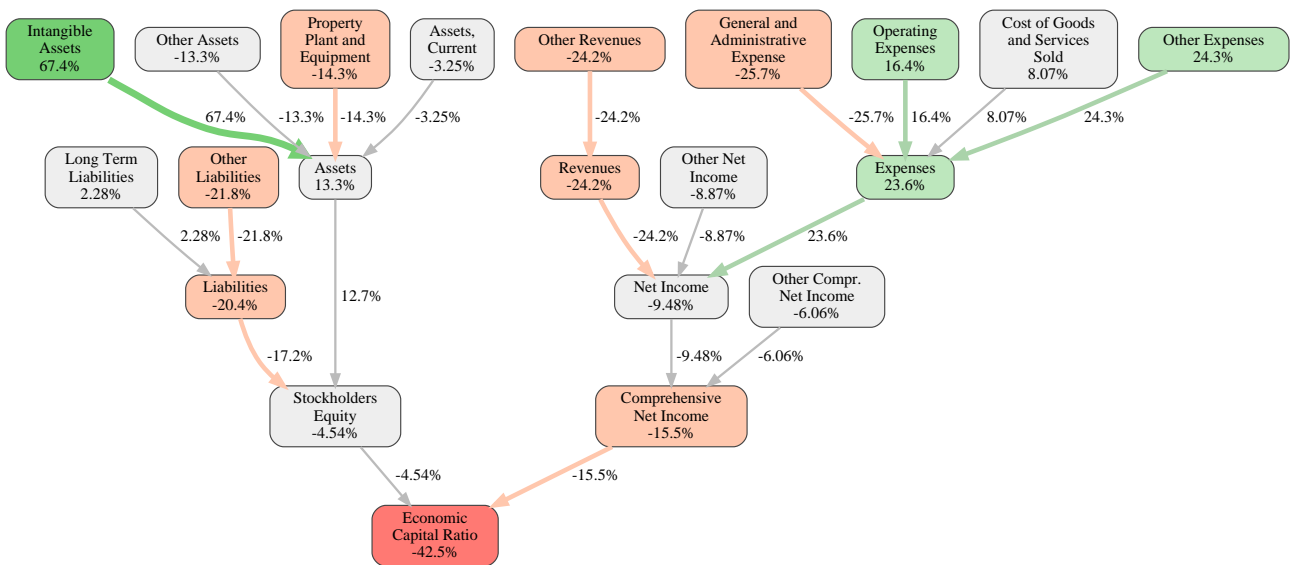 Intangible
Assets
67.4%
Other Assets
-13.3%
Property
Plant and
Equipment
-14.3%
Assets,
Current
-3.25%
Other Revenues
-24.2%
General and
Administrative
Expense
-25.7%
Operating
Expenses
16.4%
Cost of Goods
and Services
Sold
8.07%
Other Expenses
24.3%
67.4%
-13.3%
-14.3%
-3.25%
-24.2%
-25.7%
16.4%
8.07%
24.3%
Long Term
Liabilities
2.28%
Other
Liabilities
-21.8%
Assets
13.3%
Revenues
-24.2%
Other Net
Income
-8.87%
Expenses
23.6%
2.28%
-21.8%
-24.2%
-8.87%
23.6%
Liabilities
-20.4%
12.7%
Net Income
-9.48%
Other Compr.
Net Income
-6.06%
-17.2%
-9.48%
-6.06%
Stockholders
Equity
-4.54%
Comprehensive
Net Income
-15.5%
-4.54%
-15.5%
Economic
Capital Ratio
-42.5%